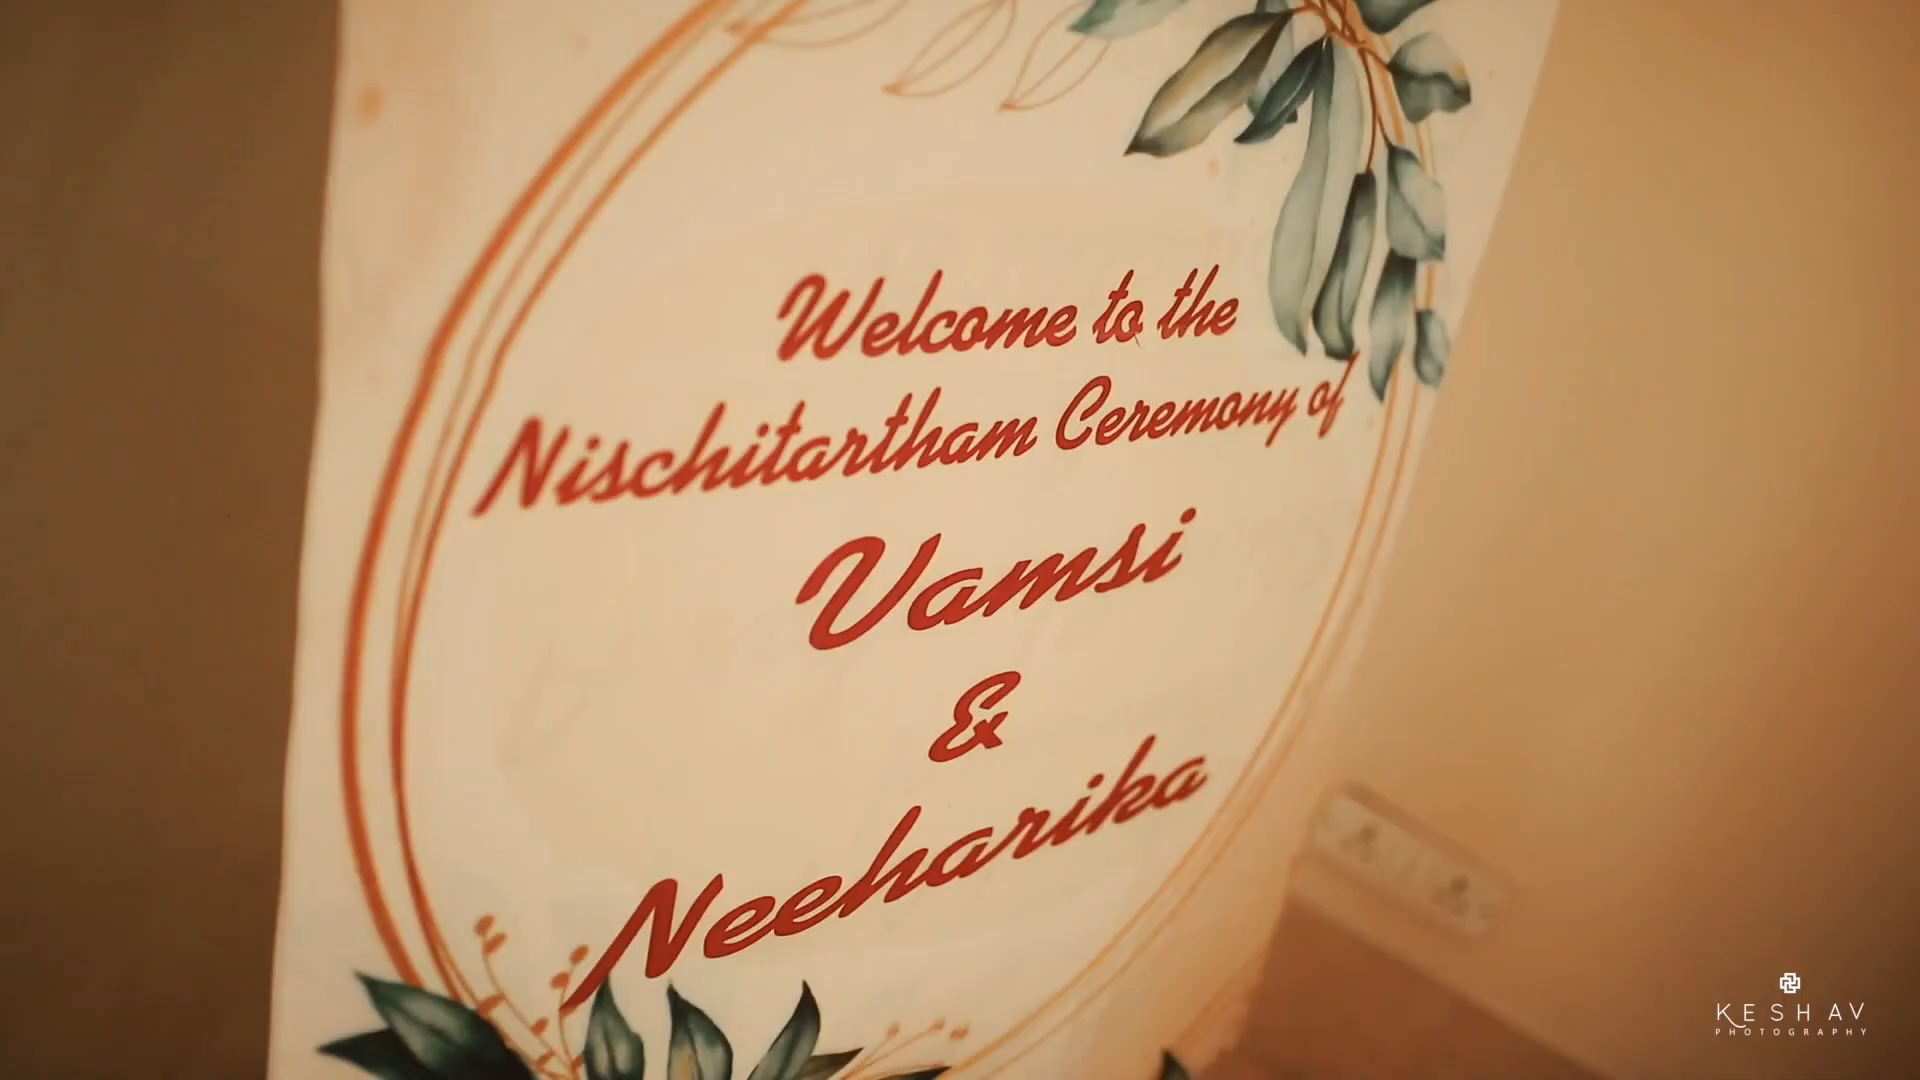 Welcome to the
Nischitartham Ceremony of
Vamsi
&
Neeharika
KESHAV
PHOTOGRAPHY